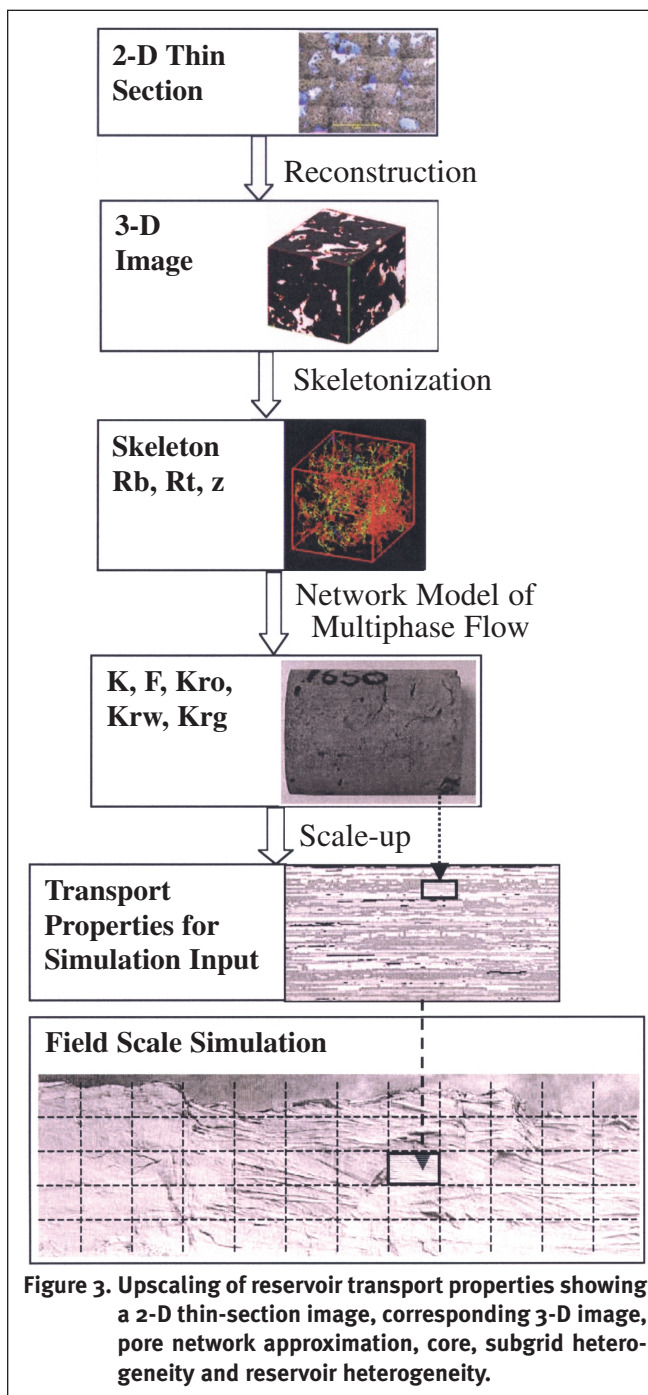 2-D Thin
Section
Reconstruction
3-D
Image
Skeletonization
Skeleton
Rb, Rt, z
Network Model of
Multiphase Flow
K, F, Kro,
Krw, Krg
1650
Scale-up
Transport
Properties for
Simulation Input
Field Scale Simulation
Figure 3. Upscaling of reservoir transport properties showing
a 2-D thin-section image, corresponding 3-D image,
pore network approximation, core, subgrid hetero-
geneity and reservoir heterogeneity.